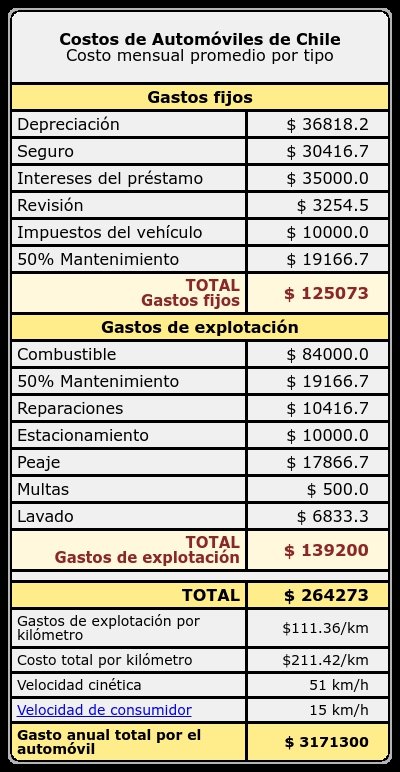 Costos de Automóviles de Chile
Costo mensual promedio por tipo
Gastos fijos
Depreciación $ 36818.2
Seguro $ 30416.7
Intereses del préstamo $ 35000.0
Revisión $ 3254.5
Impuestos del vehículo $ 10000.0
50% Mantenimiento $ 19166.7
TOTAL
Gastos fijos $ 125073
Gastos de explotación
Combustible $ 84000.0
50% Mantenimiento $ 19166.7
Reparaciones $ 10416.7
Estacionamiento $ 10000.0
Peaje $ 17866.7
Multas $ 500.0
Lavado $ 6833.3
TOTAL
Gastos de explotación $ 139200
TOTAL $ 264273
Gastos de explotación por
kilómetro $111.36/km
Costo total por kilómetro $211.42/km
Velocidad cinética 51 km/h
Velocidad de consumidor 15 km/h
Gasto anual total por el
automóvil $ 3171300